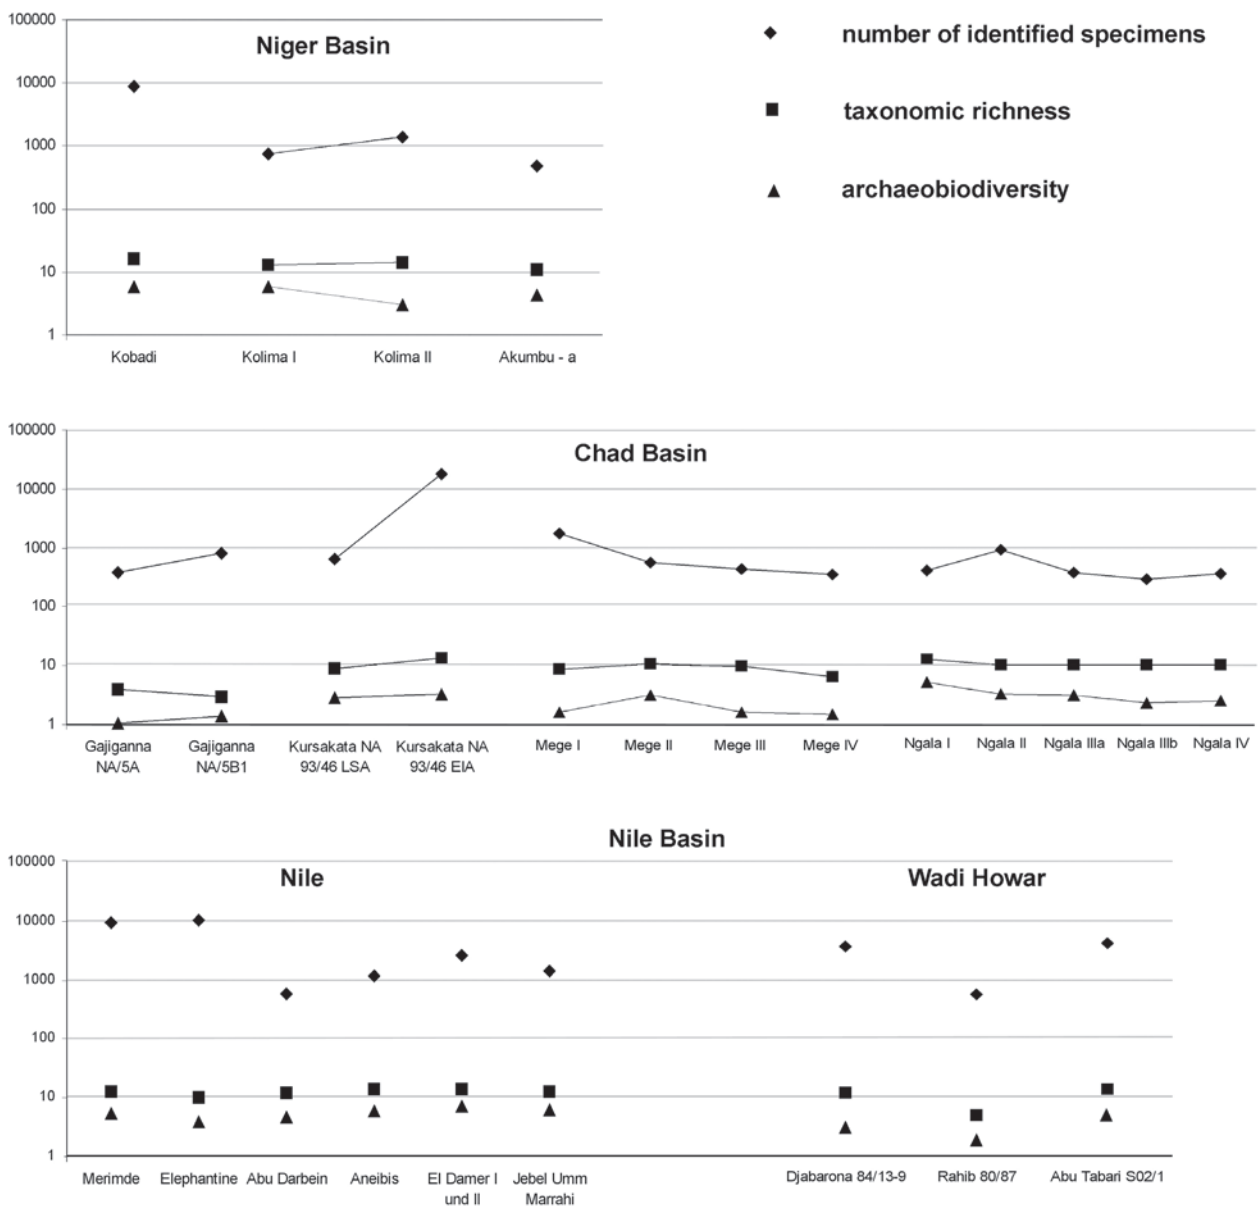 100000
10000
1000
100
10
1
Niger Basin
Kobadi
Kolima I
Kolima II
Akumbu - a
number of identified specimens
taxonomic richness
archaeobiodiversity
100000
10000
1000
100
10
1
Chad Basin
Gajiganna
NA/5A
Gajiganna
NA/5B1
Kursakata NA
93/46 LSA
Kursakata NA
93/46 EIA
Mege I
Mege II
Mege III
Mege IV
Ngala I
Ngala II
Ngala IIIa
Ngala IIIb
Ngala IV
Nile Basin
100000
10000
1000
100
10
1
Nile
Wadi Howar
Merimde
Elephantine
Abu Darbein
Aneibis
El Damer I
und II
Jebel Umm
Marrahi
Djabarona 84/13-9
Rahib 80/87
Abu Tabari S02/1